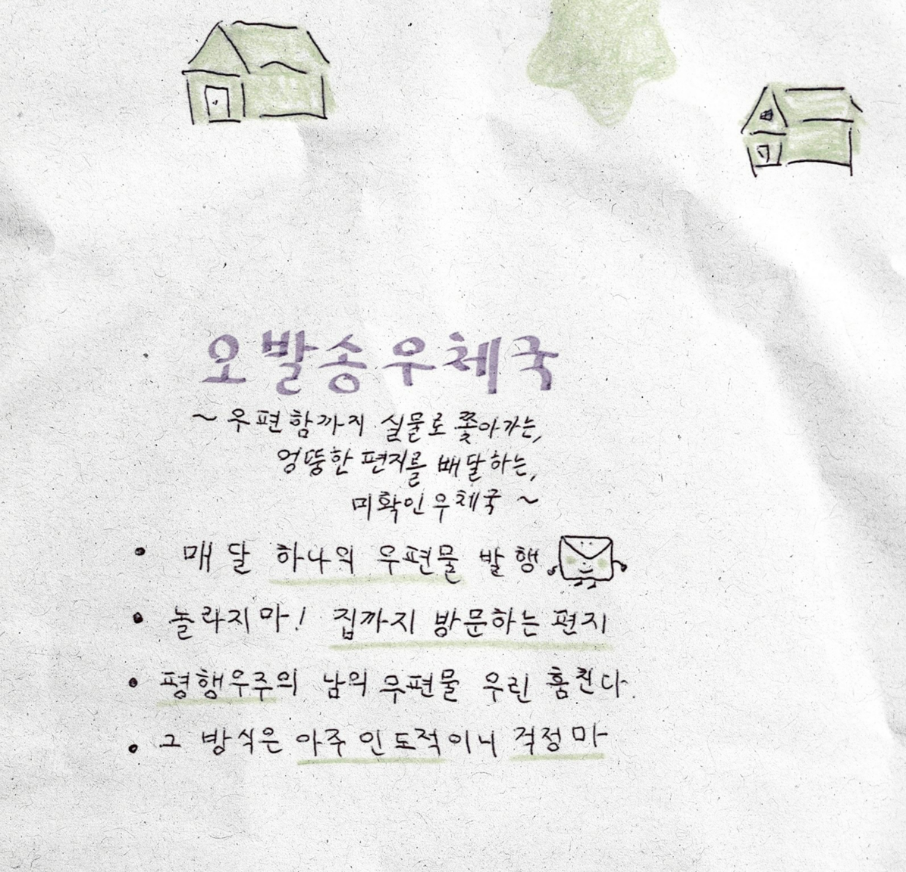 오발송우체국
~ 우편함까지 실물로 쫓아가는,
엉뚱한 편지를 배달하는,
미확인우체국 ~
• 매달 하나의 우편물 발행
• 놀라지마! 집까지 방문하는 편지
• 평행우주의 남의 우편물 우린 훔친다.
• 그 방식은 아주 인도적이니 걱정마